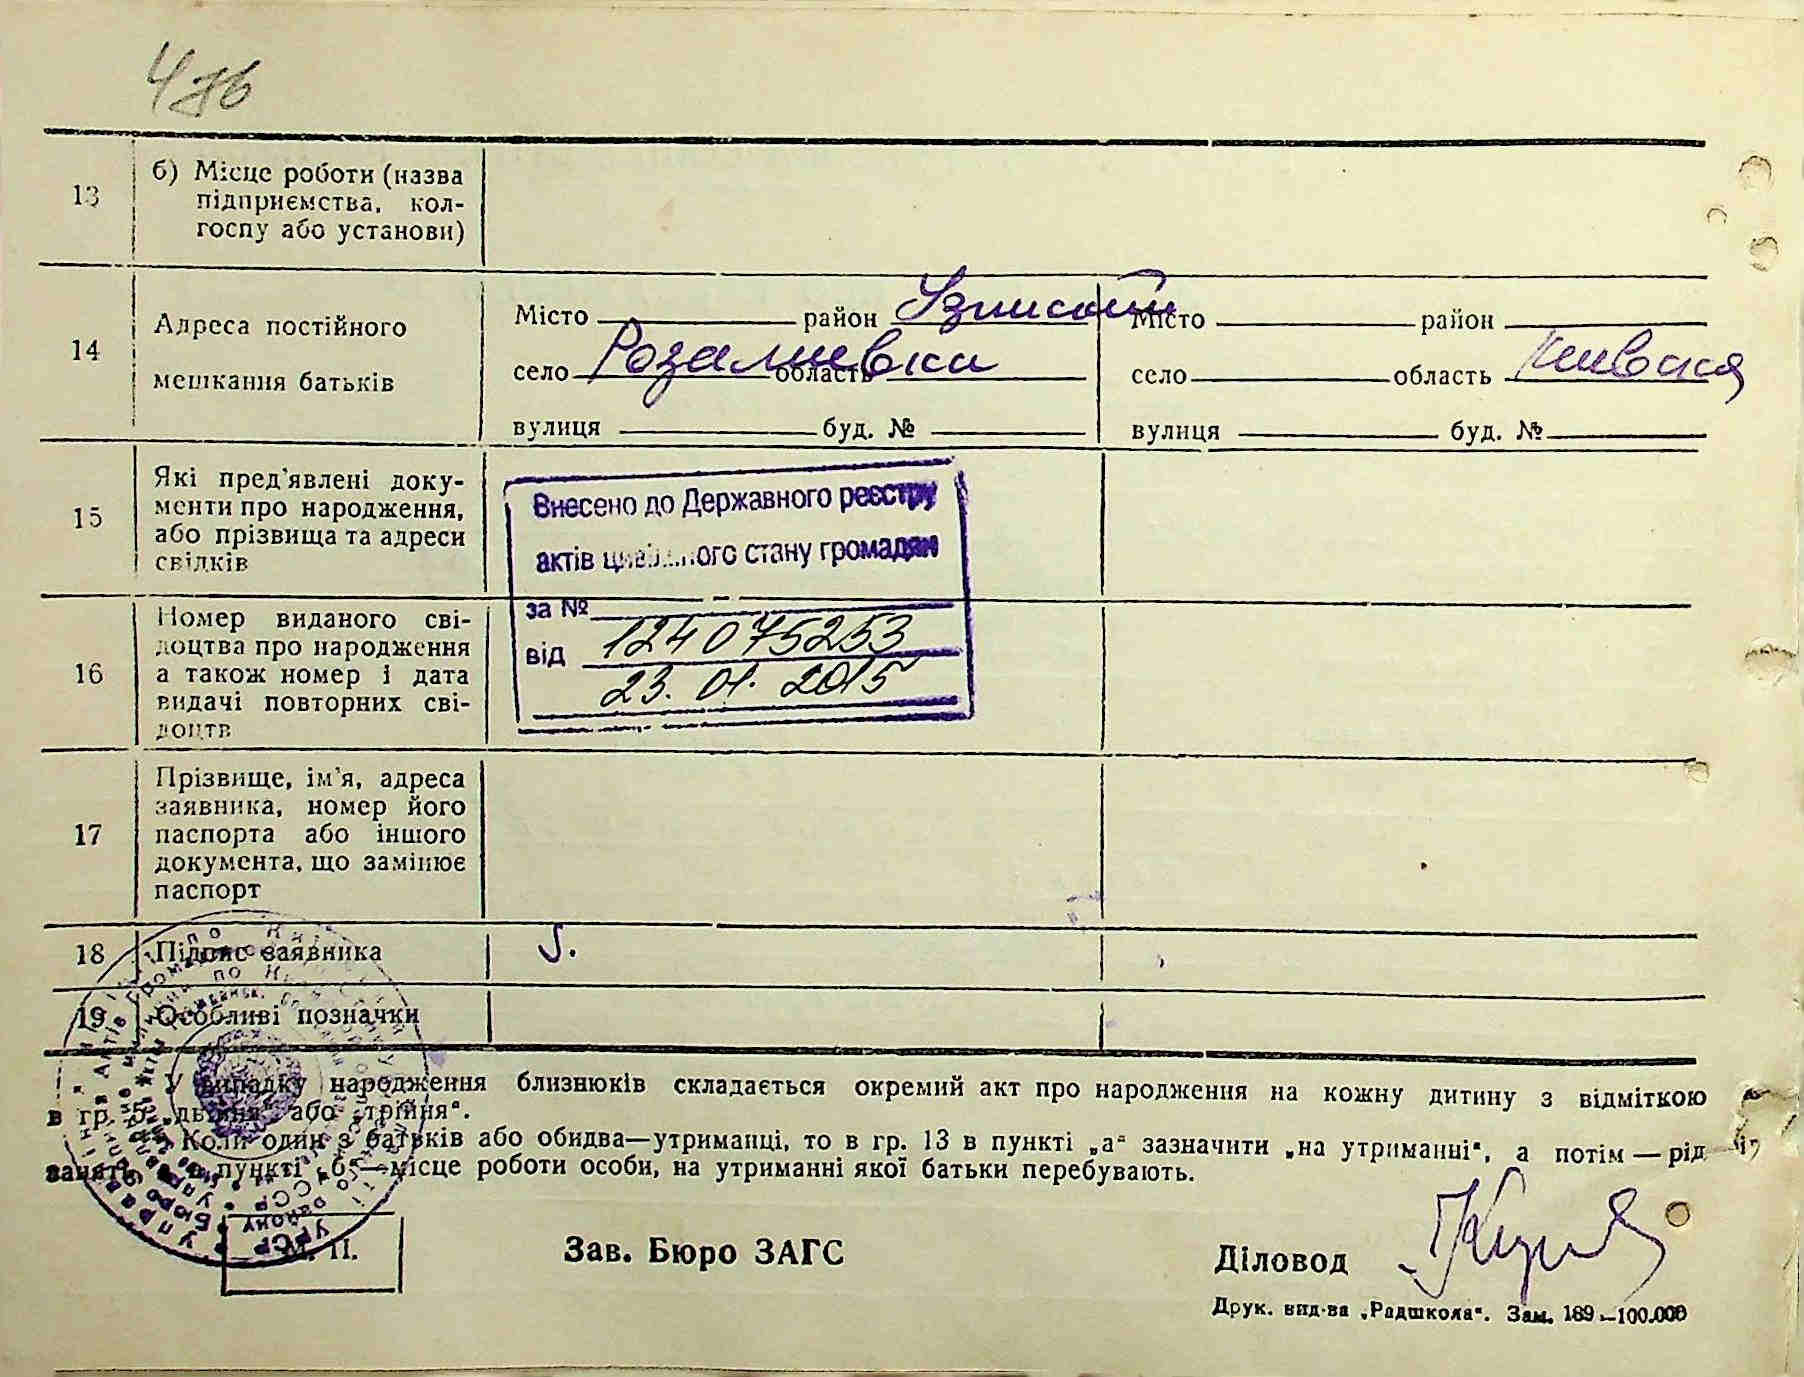 13 б) Місце роботи (назва
підприємства, кол-
госпу або установи)
14 Адреса постійного
мешкання батьків
Місто район
село Розалиевка область
вулиця буд. №
Місто район
село область Киевская
вулиця буд. №
15 Які пред'явлені доку-
менти про народження,
або прізвища та адреси
свідків
Внесено до Державного реєстру
актів цивільного стану громадян
за № 124075253
від 23.01.2015
16 Номер виданого сві-
доцтва про народження
а також номер і дата
видачі повторних сві-
доцтв
17 Прізвище, ім'я, адреса
заявника, номер його
паспорта або іншого
документа, що замінює
паспорт
18 Підпис заявника
19 Особливі позначки
У випадку народження близнюків складається окремий акт про народження на кожну дитину з відміткою
в гр. 5 „двійня" або „трійня".
Коли один з батьків або обидва—утриманці, то в гр. 13 в пункті „а" зазначити „на утриманні", а потім — рід
занять, в пункті „б"—місце роботи особи, на утриманні якої батьки перебувають.
М. П.
Зав. Бюро ЗАГС
Діловод
Друк. вид-ва „Радшкола". Зам. 189—100.000